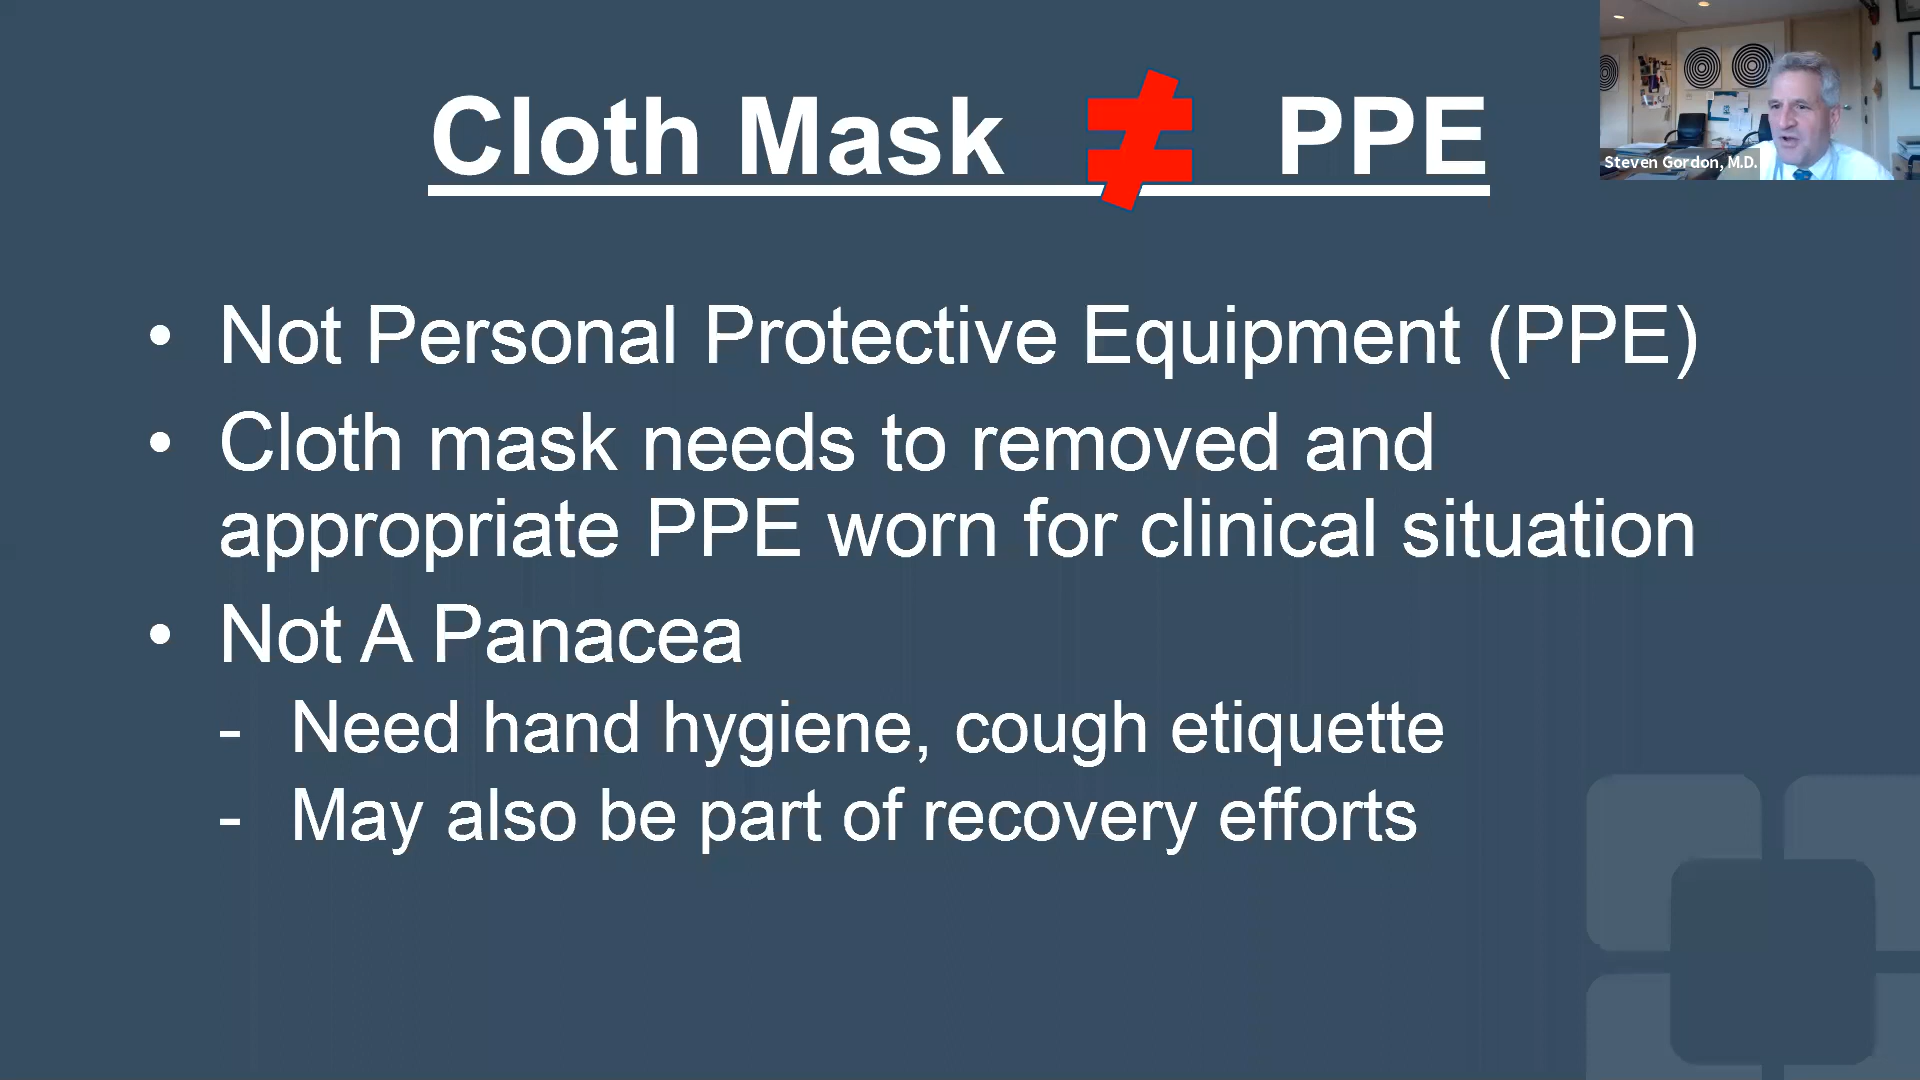 Cloth Mask ≠ PPE
Steven Gordon, M.D.
• Not Personal Protective Equipment (PPE)
• Cloth mask needs to removed and
appropriate PPE worn for clinical situation
• Not A Panacea
- Need hand hygiene, cough etiquette
- May also be part of recovery efforts